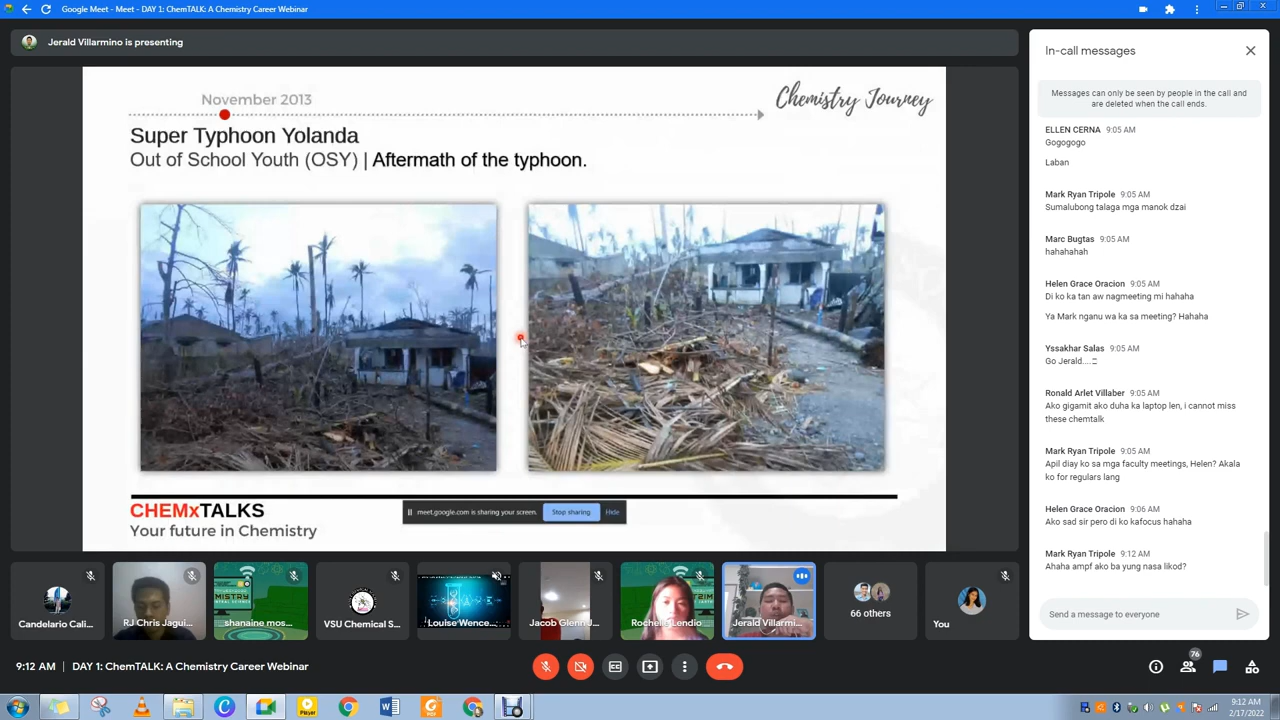 Google Meet - Meet - DAY 1: ChemTALK: A Chemistry Career Webinar
Jerald Villarmino is presenting
November 2013
Chemistry Journey
Super Typhoon Yolanda
Out of School Youth (OSY) | Aftermath of the typhoon.
CHEMxTALKS
Your future in Chemistry
meet.google.com is sharing your screen.
Stop sharing
Hide
In-call messages
Messages can only be seen by people in the call and
are deleted when the call ends.
ELLEN CERNA 9:05 AM
Gogogogo
Laban
Mark Ryan Tripole 9:05 AM
Sumalubong talaga mga manok dzai
Marc Bugtas 9:05 AM
hahahahah
Helen Grace Oracion 9:05 AM
Di ko ka tan aw nagmeeting mi hahaha
Ya Mark nganu wa ka sa meeting? Hahaha
Yssakhar Salas 9:05 AM
Go Jerald....
Ronald Arlet Villaber 9:05 AM
Ako gigamit ako duha ka laptop len, i cannot miss
these chemtalk
Mark Ryan Tripole 9:05 AM
Apil diay ko sa mga faculty meetings, Helen? Akala
ko for regulars lang
Helen Grace Oracion 9:06 AM
Ako sad sir pero di ko kafocus hahaha
Mark Ryan Tripole 9:12 AM
Ahaha ampf ako ba yung nasa likod?
Send a message to everyone
Candelario Cali...
RJ Chris Jagui...
shanaine mos...
VSU Chemical S...
Louise Wence...
Jacob Glenn J...
Rochelle Lendio...
Jerald Villarmi...
66 others
You
9:12 AM | DAY 1: ChemTALK: A Chemistry Career Webinar
76
9:12 AM
2/17/2022